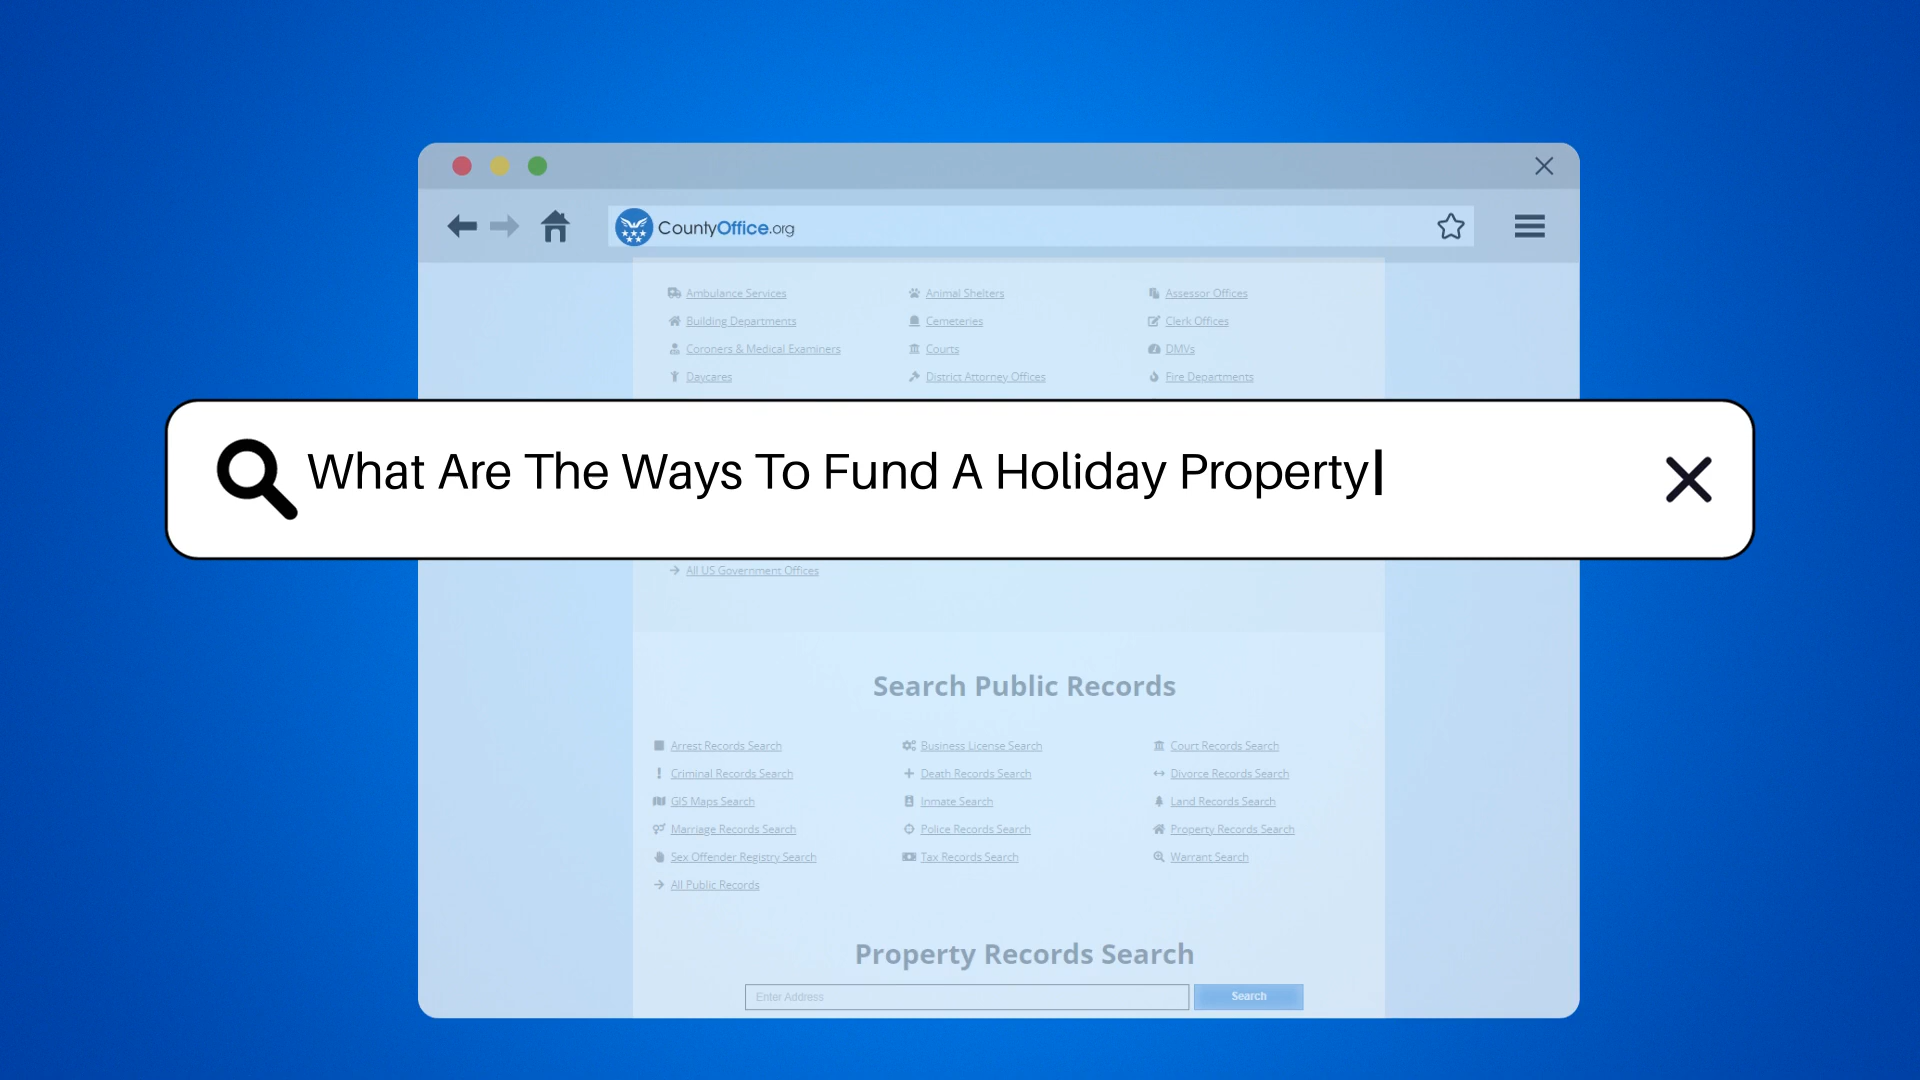 CountyOffice.org
Ambulance Services Animal Shelters Assessor Offices
Building Departments Cemeteries Clerk Offices
Coroners & Medical Examiners Courts DMVs
Daycares District Attorney Offices Fire Departments
What Are The Ways To Fund A Holiday Property
All US Government Offices
Search Public Records
Arrest Records Search Business License Search Court Records Search
Criminal Records Search Death Records Search Divorce Records Search
GIS Maps Search Inmate Search Land Records Search
Marriage Records Search Police Records Search Property Records Search
Sex Offender Registry Search Tax Records Search Warrant Search
All Public Records
Property Records Search
Enter Address Search